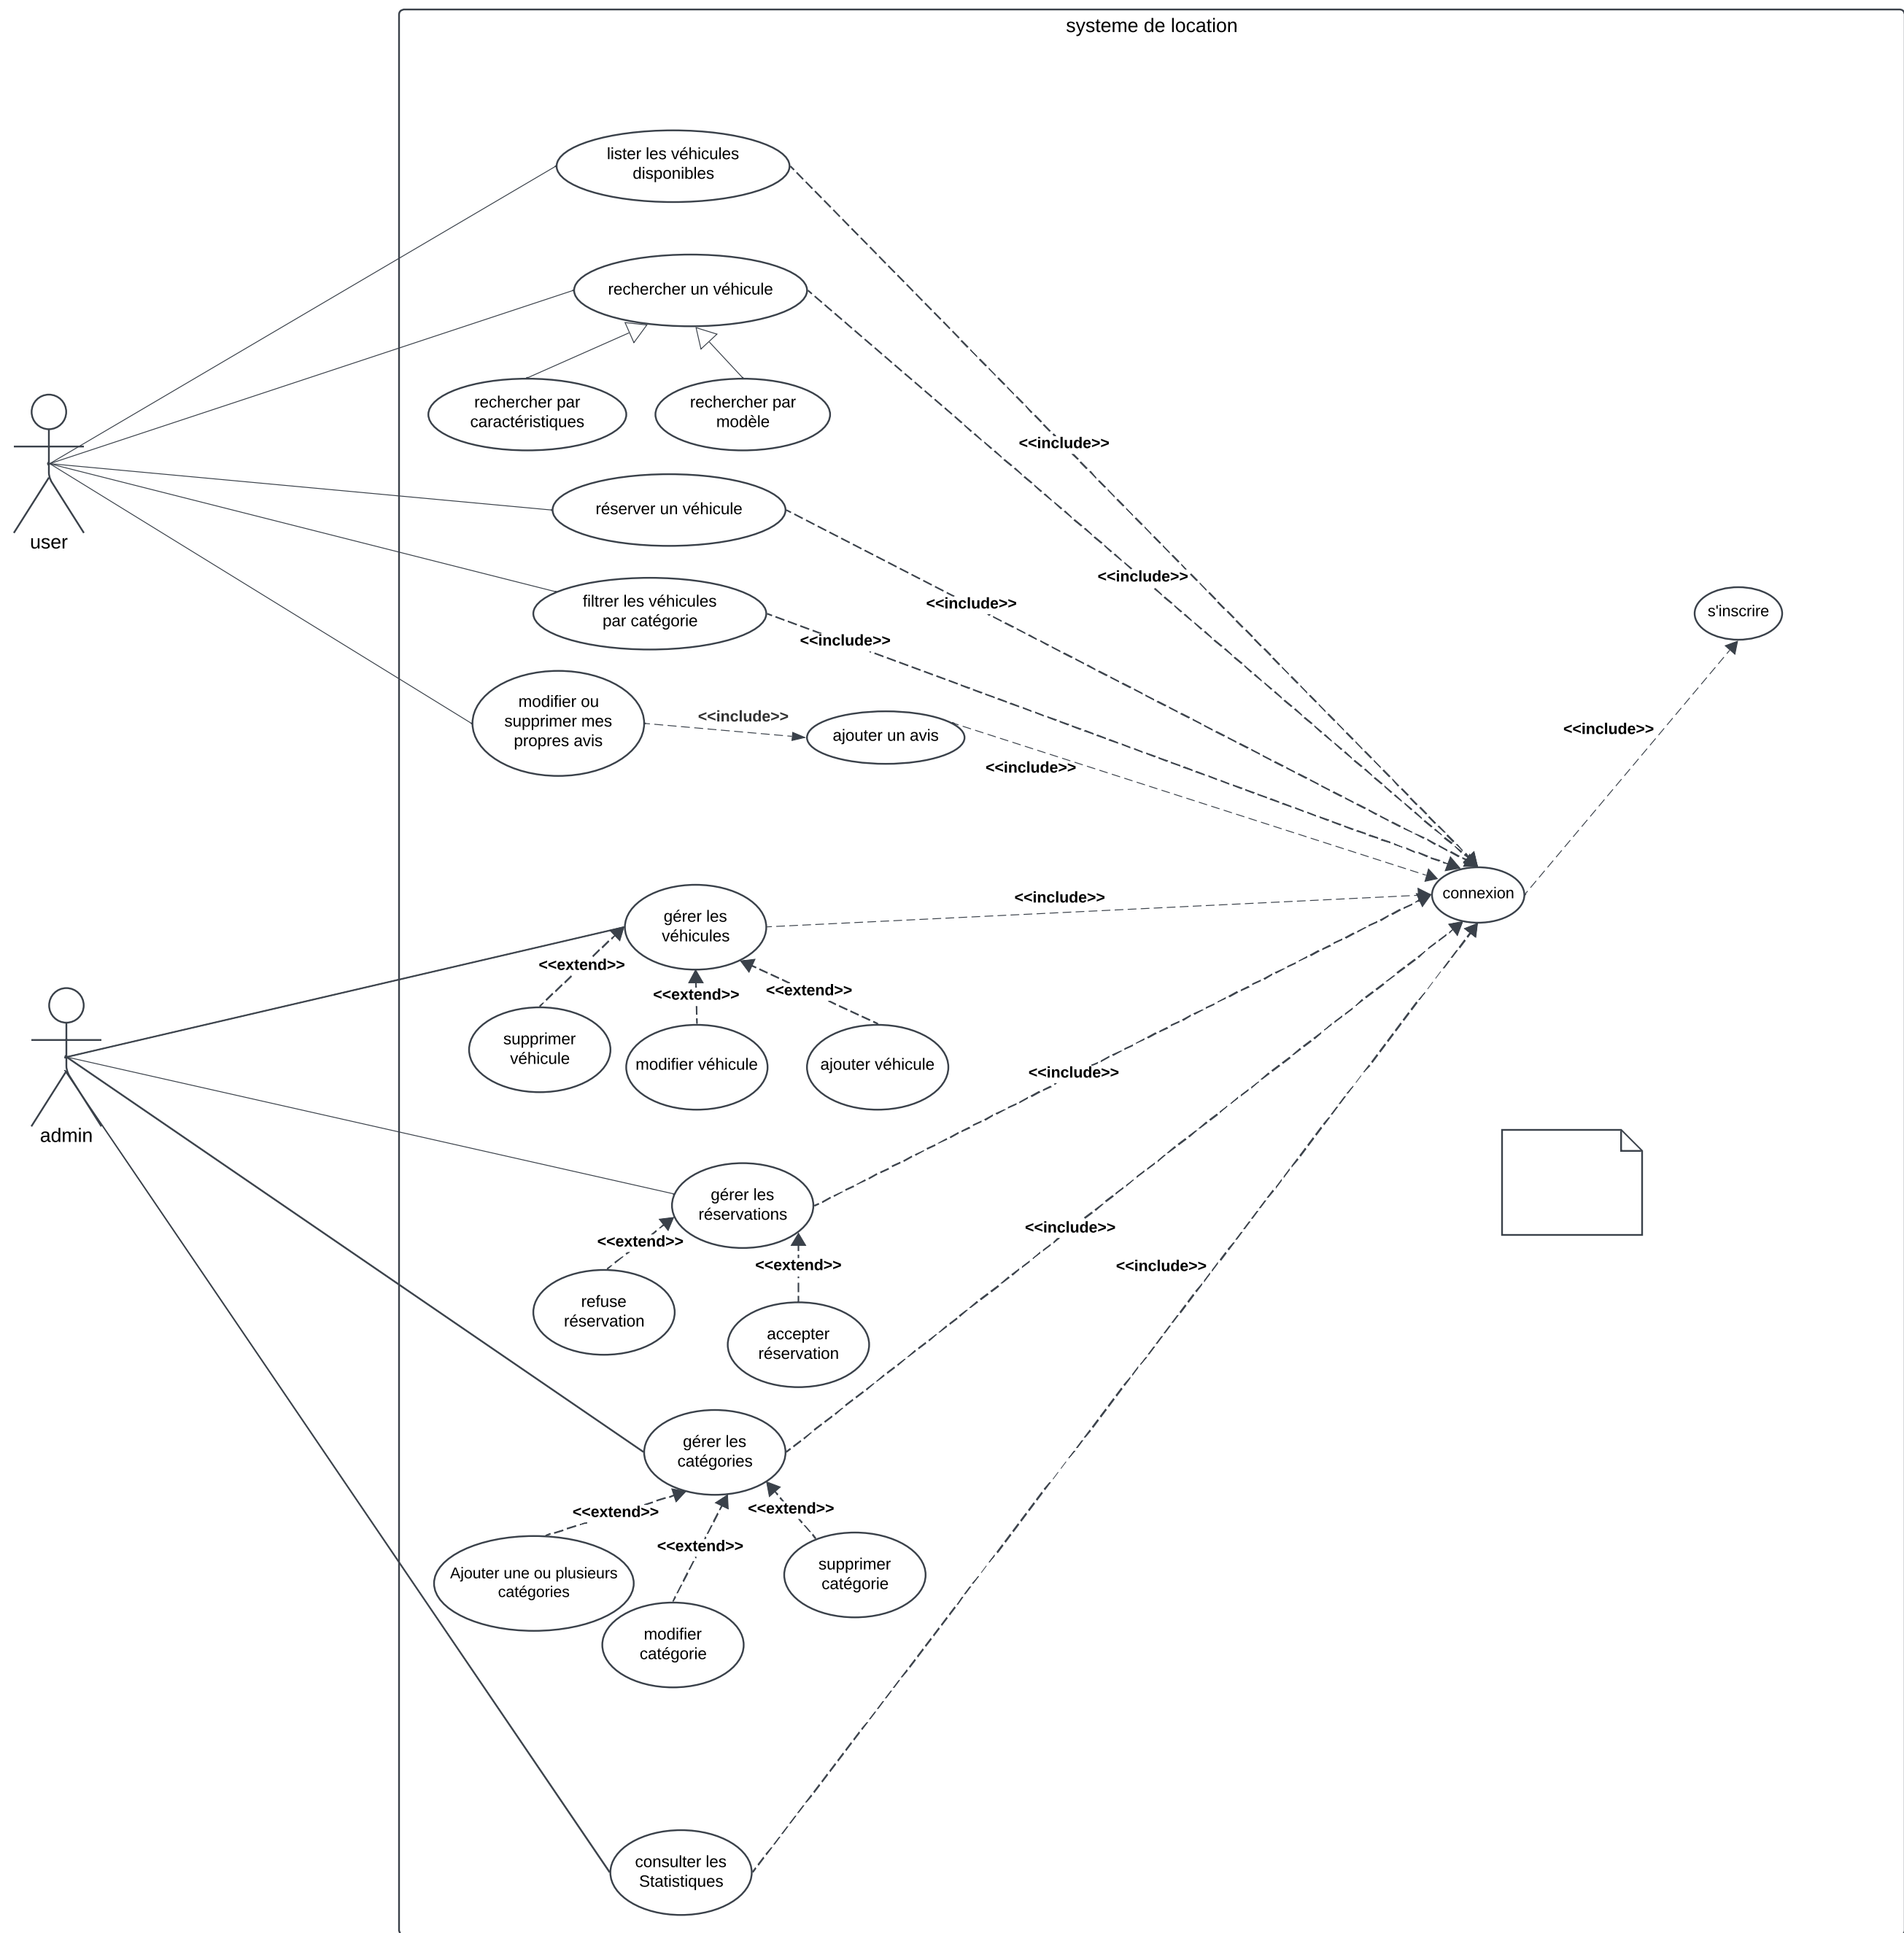 systeme de location
lister les véhicules
disponibles
rechercher un véhicule
rechercher par
caractéristiques
rechercher par
modèle
<<include>>
réserver un véhicule
user
<<include>>
<<include>>
filtrer les véhicules
par catégorie
s'inscrire
<<include>>
modifier ou
supprimer mes
propres avis
<<include>>
ajouter un avis
<<include>>
<<include>>
connexion
<<include>>
gérer les
véhicules
<<extend>>
<<extend>>
<<extend>>
supprimer
véhicule
modifier véhicule
ajouter véhicule
<<include>>
admin
gérer les
réservations
<<include>>
<<extend>>
<<extend>>
<<include>>
refuse
réservation
accepter
réservation
gérer les
catégories
<<extend>>
<<extend>>
<<extend>>
Ajouter une ou plusieurs
catégories
supprimer
catégorie
modifier
catégorie
consulter les
Statistiques